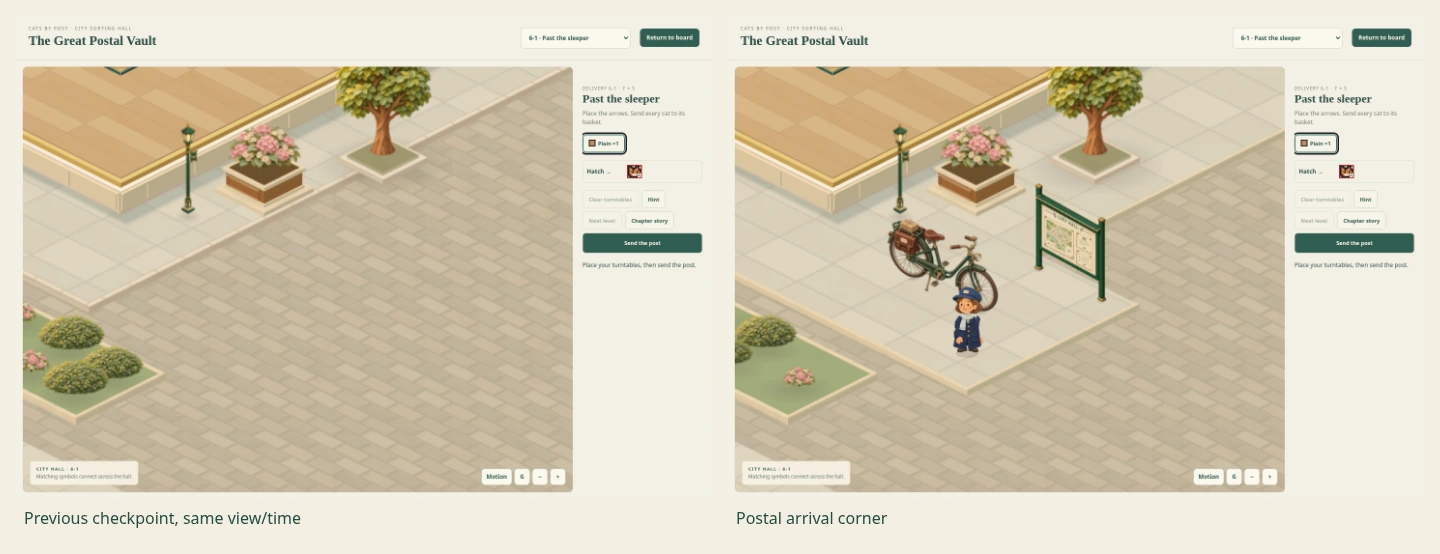 CATS BY POST · CITY SORTING HALL
The Great Postal Vault
6-1 · Past the sleeper
Return to board
DELIVERY 6-1 · 7 × 5
Past the sleeper
Place the arrows. Send every cat to its
basket.
Plain ×1
Hatch →
Clear turntables
Hint
Next level
Chapter story
Send the post
Place your turntables, then send the post.
CITY HALL · 6-1
Matching symbols connect across the hall.
Motion
G
−
+
Previous checkpoint, same view/time
CATS BY POST · CITY SORTING HALL
The Great Postal Vault
6-1 · Past the sleeper
Return to board
DELIVERY 6-1 · 7 × 5
Past the sleeper
Place the arrows. Send every cat to its
basket.
Plain ×1
Hatch →
Clear turntables
Hint
Next level
Chapter story
Send the post
Place your turntables, then send the post.
CITY HALL · 6-1
Matching symbols connect across the hall.
Motion
G
−
+
Postal arrival corner